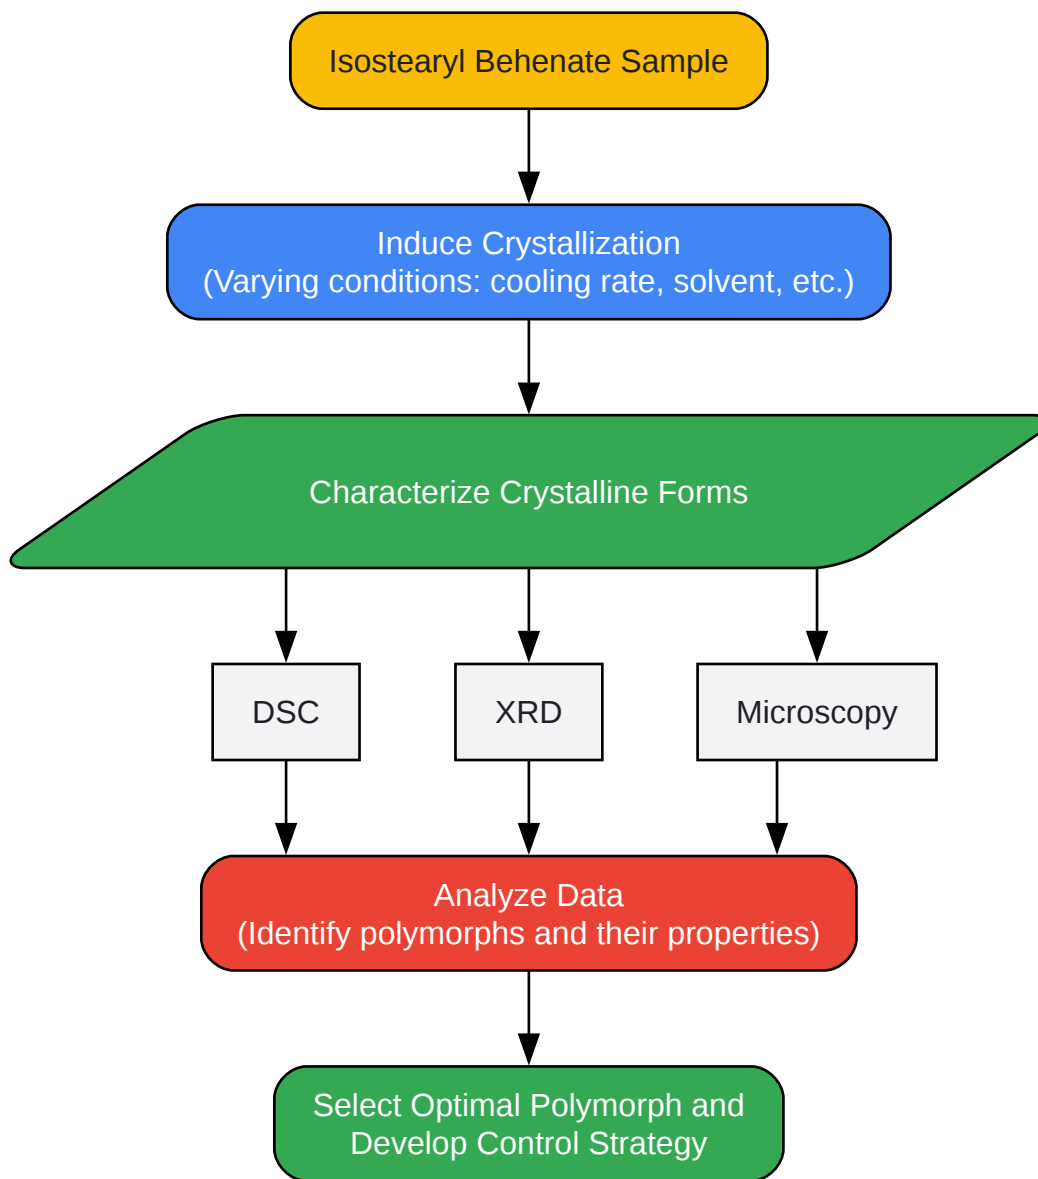 Isostearyl Behenate Sample
Induce Crystallization
(Varying conditions: cooling rate, solvent, etc.)
Characterize Crystalline Forms
DSC
XRD
Microscopy
Analyze Data
(Identify polymorphs and their properties)
Select Optimal Polymorph and
Develop Control Strategy